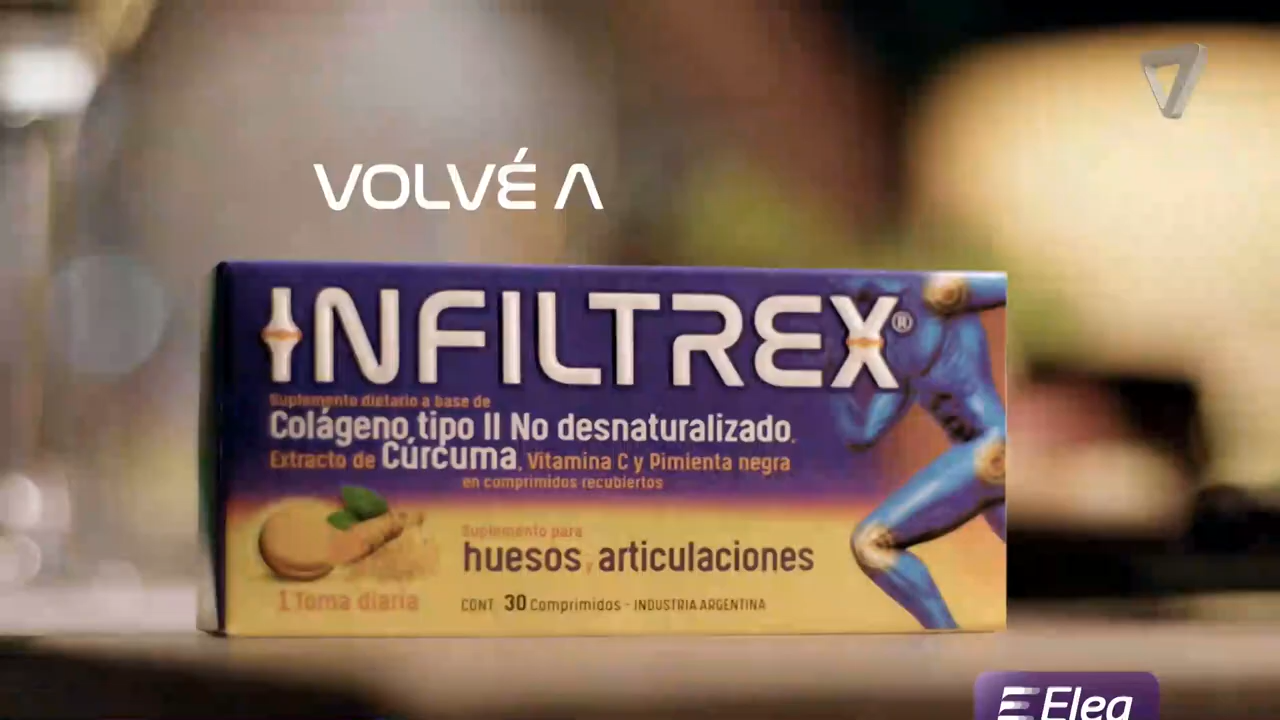 VOLVÉ A
INFILTREX®
Suplemento dietario a base de
Colágeno tipo II No desnaturalizado,
Extracto de Cúrcuma, Vitamina C y Pimienta negra
en comprimidos recubiertos
Suplemento para
huesos y articulaciones
1 Toma diaria
CONT 30 Comprimidos - INDUSTRIA ARGENTINA
Elea